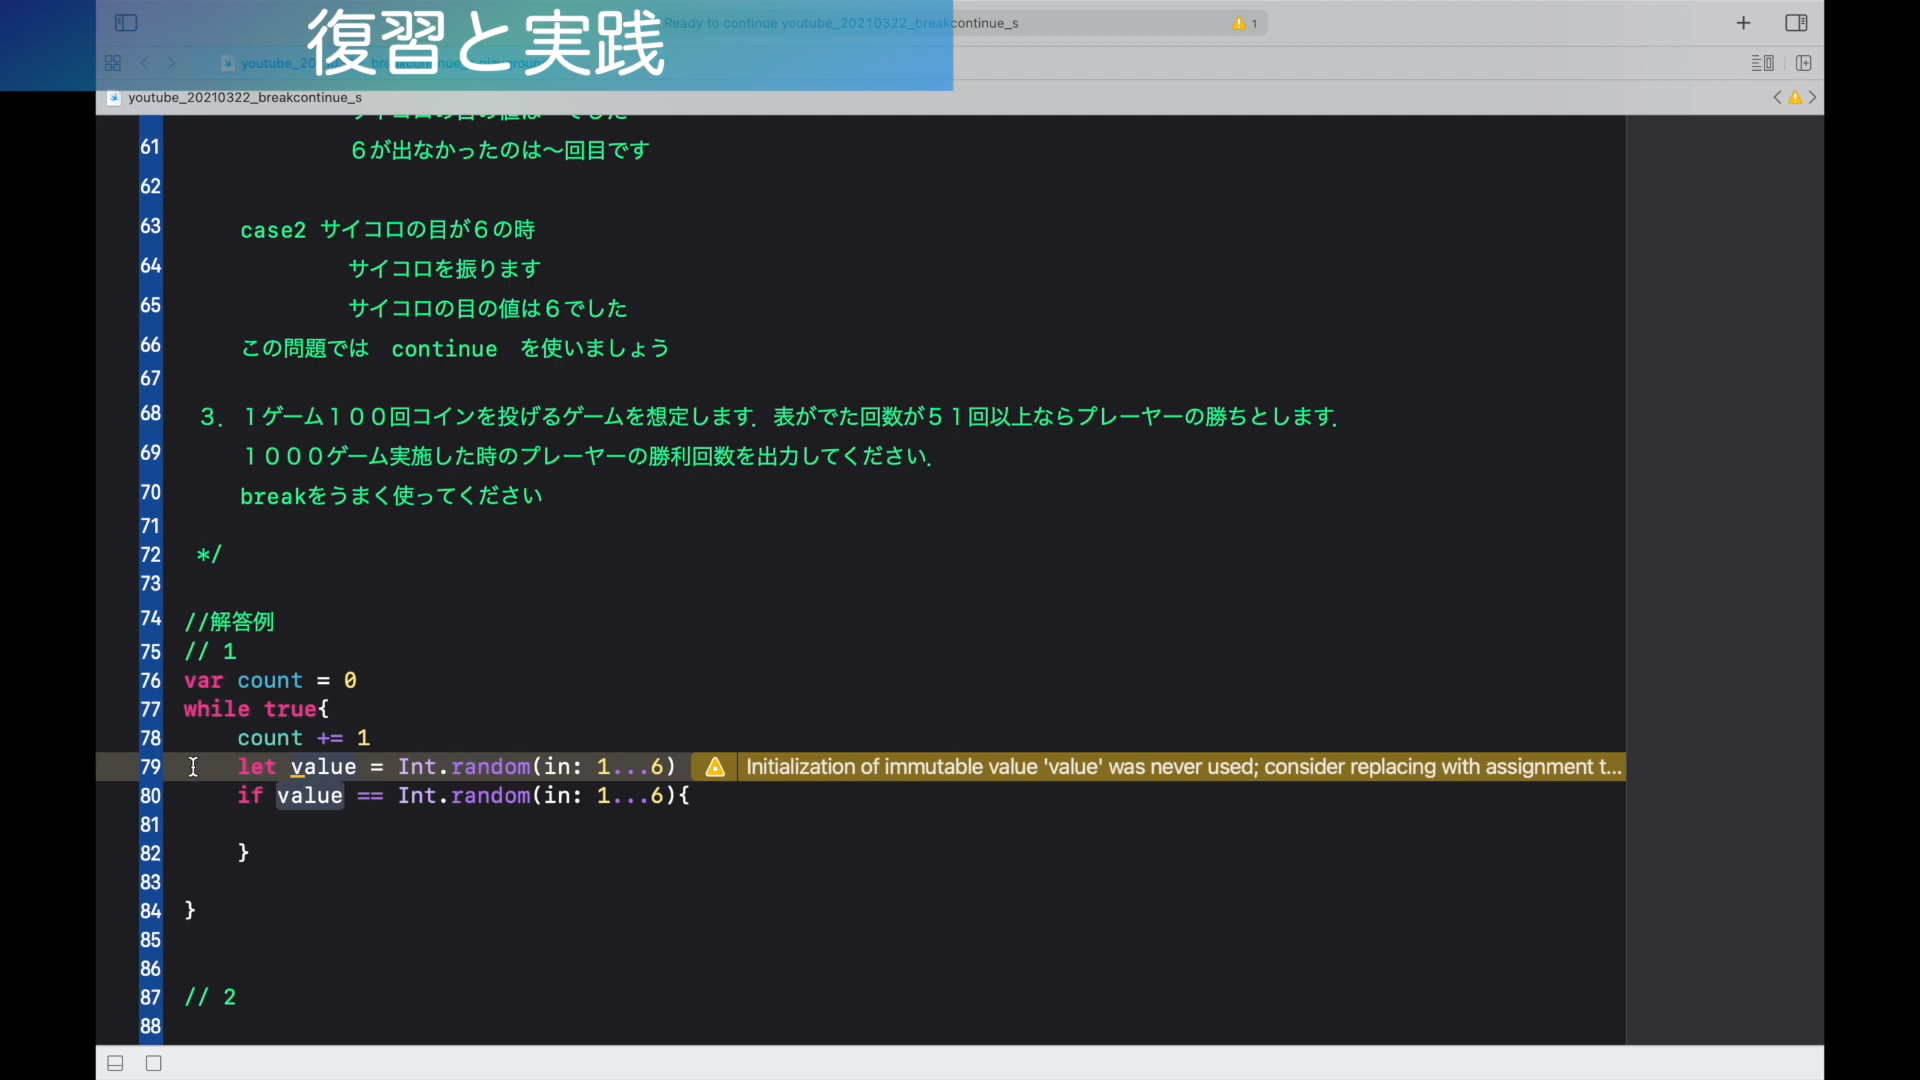 復習と実践
Ready to continue youtube_20210322_breakcontinue_s
1
youtube_20210322_breakcontinue_s
61 ６が出なかったのは〜回目です
62
63 case2 サイコロの目が６の時
64 サイコロを振ります
65 サイコロの目の値は６でした
66 この問題では　continue　を使いましょう
67
68 ３．１ゲーム１００回コインを投げるゲームを想定します．表がでた回数が５１回以上ならプレーヤーの勝ちとします．
69 １０００ゲーム実施した時のプレーヤーの勝利回数を出力してください．
70 breakをうまく使ってください
71
72 */
73
74 //解答例
75 // 1
76 var count = 0
77 while true{
78 count += 1
79 let value = Int.random(in: 1...6) Initialization of immutable value 'value' was never used; consider replacing with assignment t...
80 if value == Int.random(in: 1...6){
81
82 }
83
84 }
85
86
87 // 2
88